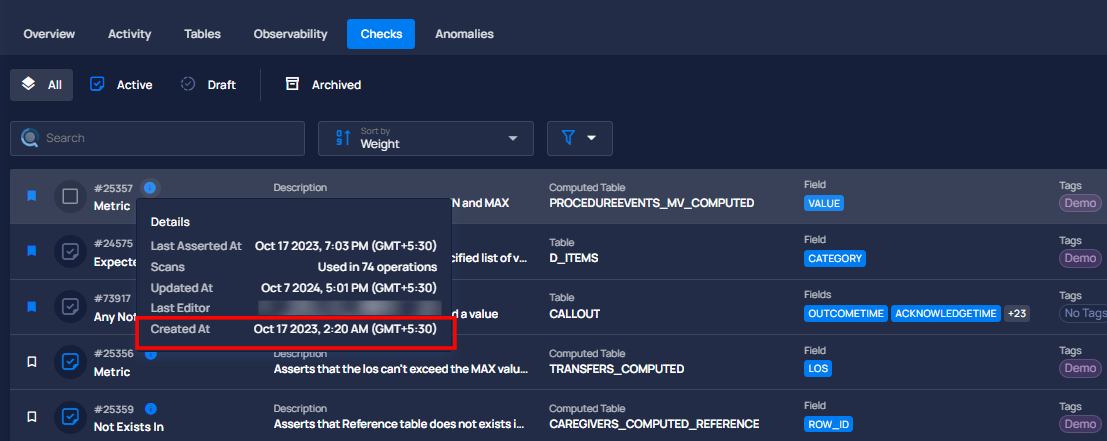 Overview Activity Tables Observability Checks Anomalies
All Active Draft Archived
Search
Sort by
Weight
#25357
Metric
Description
N and MAX
Computed Table
PROCEDUREEVENTS_MV_COMPUTED
Field
VALUE
Tags
Demo
Details
Last Asserted At Oct 17 2023, 7:03 PM (GMT+5:30)
Scans Used in 74 operations
Updated At Oct 7 2024, 5:01 PM (GMT+5:30)
Last Editor
Created At Oct 17 2023, 2:20 AM (GMT+5:30)
#24575
Expecte
cified list of v...
Table
D_ITEMS
Field
CATEGORY
Tags
Demo
#73917
Any Not
d a value
Table
CALLOUT
Fields
OUTCOMETIME ACKNOWLEDGETIME +23
Tags
No Tags
#25356
Metric
Description
Asserts that the los can't exceed the MAX valu...
Computed Table
TRANSFERS_COMPUTED
Field
LOS
Tags
Demo
#25359
Not Exists In
Description
Asserts that Reference table does not exists i...
Computed Table
CAREGIVERS_COMPUTED_REFERENCE
Field
ROW_ID
Tags
Demo